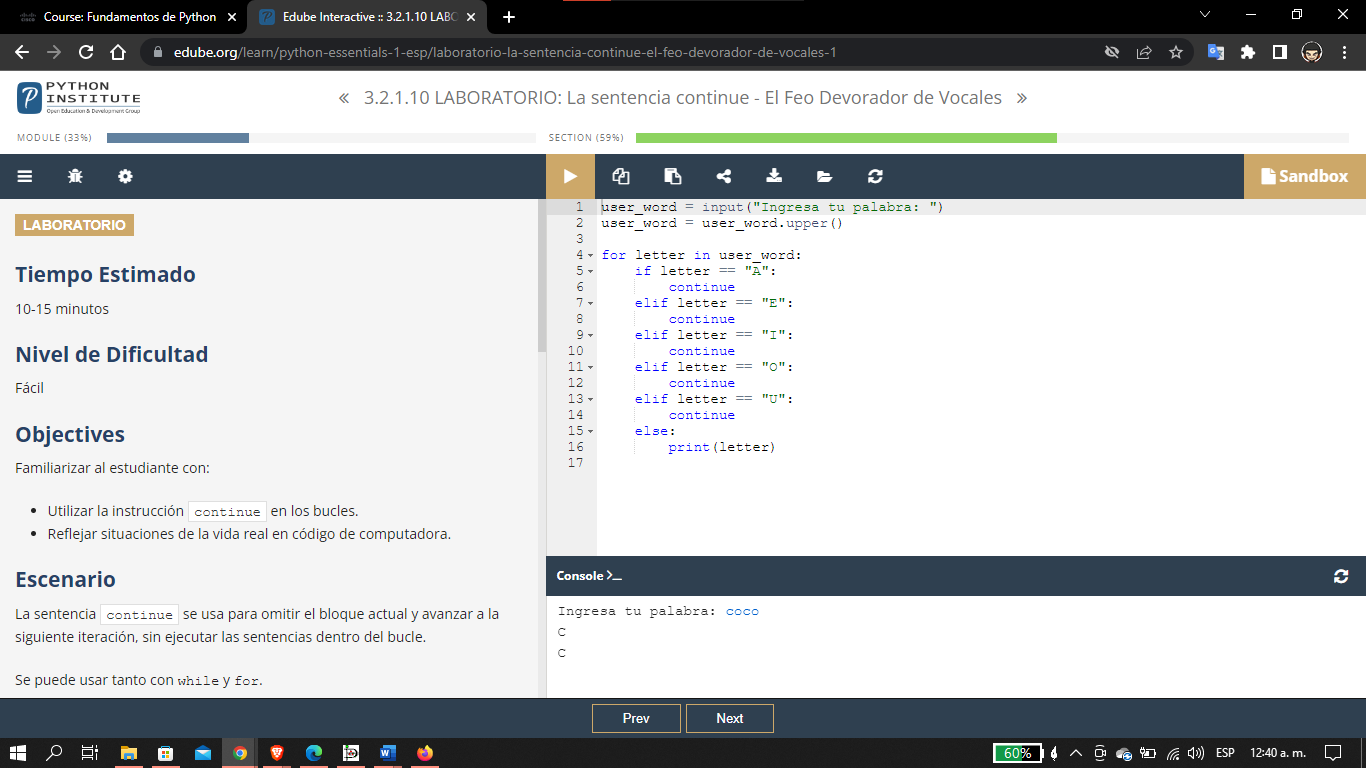 Course: Fundamentos de Python
Edube Interactive :: 3.2.1.10 LABO
edube.org/learn/python-essentials-1-esp/laboratorio-la-sentencia-continue-el-feo-devorador-de-vocales-1
PYTHON
INSTITUTE
Open Education & Development Group
« 3.2.1.10 LABORATORIO: La sentencia continue - El Feo Devorador de Vocales »
MODULE (33%)
SECTION (59%)
Sandbox
LABORATORIO
Tiempo Estimado
10-15 minutos
Nivel de Dificultad
Fácil
Objectives
Familiarizar al estudiante con:
• Utilizar la instrucción continue en los bucles.
• Reflejar situaciones de la vida real en código de computadora.
Escenario
La sentencia continue se usa para omitir el bloque actual y avanzar a la
siguiente iteración, sin ejecutar las sentencias dentro del bucle.
Se puede usar tanto con while y for.
1 user_word = input("Ingresa tu palabra: ")
2 user_word = user_word.upper()
3
4 for letter in user_word:
5     if letter == "A":
6         continue
7     elif letter == "E":
8         continue
9     elif letter == "I":
10         continue
11     elif letter == "O":
12         continue
13     elif letter == "U":
14         continue
15     else:
16         print(letter)
17
Console >_
Ingresa tu palabra: coco
C
C
Prev
Next
60%
ESP
12:40 a. m.